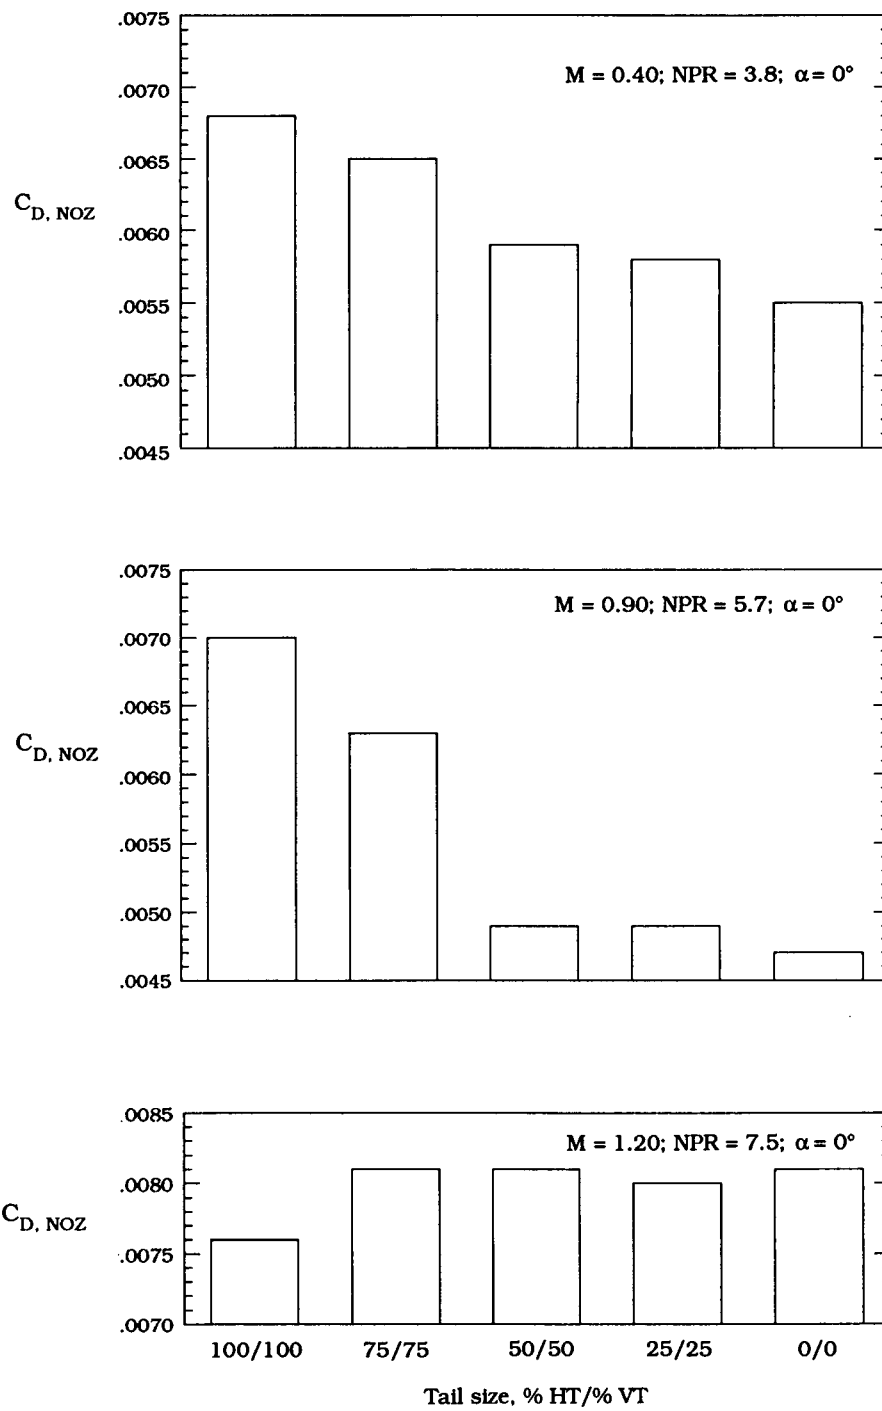 .0075
M = 0.40; NPR = 3.8; α = 0°
.0070
.0065
C_D, NOZ
.0060
.0055
.0050
.0045
.0075
M = 0.90; NPR = 5.7; α = 0°
.0070
.0065
C_D, NOZ
.0060
.0055
.0050
.0045
.0085
M = 1.20; NPR = 7.5; α = 0°
.0080
C_D, NOZ
.0075
.0070
100/100 75/75 50/50 25/25 0/0
Tail size, % HT/% VT